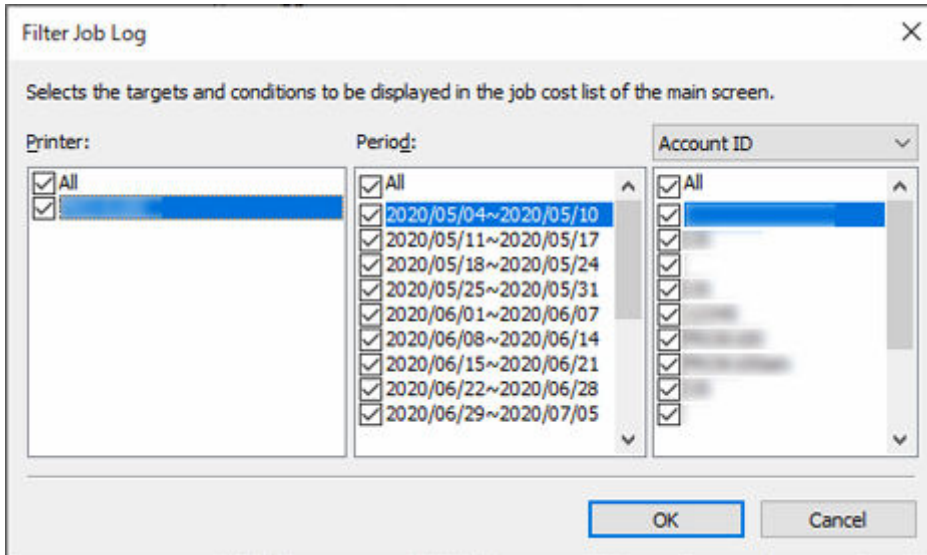 Filter Job Log
Selects the targets and conditions to be displayed in the job cost list of the main screen.
Printer:
All
Period:
All
2020/05/04~2020/05/10
2020/05/11~2020/05/17
2020/05/18~2020/05/24
2020/05/25~2020/05/31
2020/06/01~2020/06/07
2020/06/08~2020/06/14
2020/06/15~2020/06/21
2020/06/22~2020/06/28
2020/06/29~2020/07/05
Account ID
All
OK
Cancel